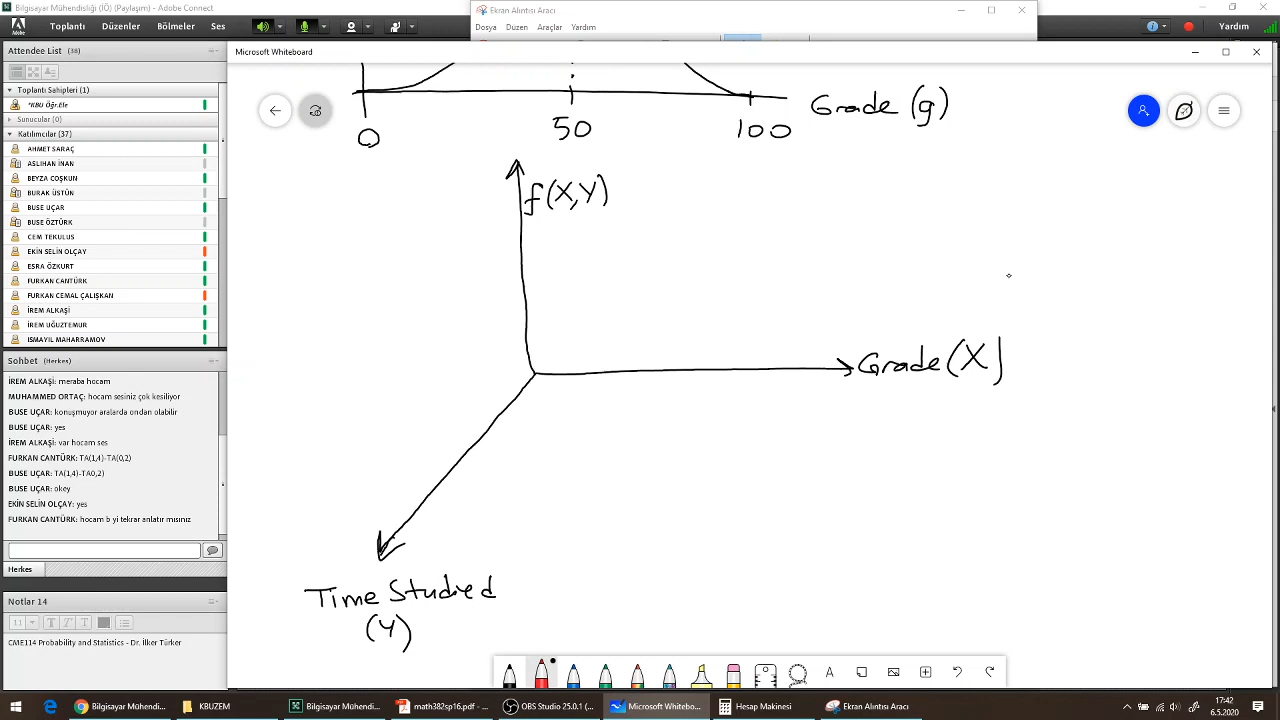 Bilgisayar Mühendisliği (İÖ) (Paylaşım) - Adobe Connect
Ekran Alıntısı Aracı
Adobe
Toplantı
Düzenler
Bölmeler
Ses
Dosya
Düzen
Araçlar
Yardım
Yardım
Attendee List (38)
Microsoft Whiteboard
Toplantı Sahipleri (1)
*KBU Öğr.Ele
Sunucular (0)
Katılımcılar (37)
AHMET SARAÇ
ASLIHAN İNAN
BEYZA COŞKUN
BURAK ÜSTÜN
BUSE UÇAR
BUSE ÖZTÜRK
CEM TEKULUS
EKİN SELİN OLÇAY
ESRA ÖZKURT
FURKAN CANTÜRK
FURKAN CEMAL ÇALIŞKAN
İREM ALKAŞİ
İREM UĞUZTEMUR
ISMAYIL MAHARRAMOV
Sohbet (Herkes)
İREM ALKAŞİ: meraba hocam
MUHAMMED ORTAÇ: hocam sesiniz çok kesiliyor
BUSE UÇAR: konuşmuyor aralarda ondan olabilir
BUSE UÇAR: yes
İREM ALKAŞİ: var hocam ses
FURKAN CANTÜRK: TA(1,4)-TA(0,2)
BUSE UÇAR: TA(1,4)-TA0,2)
BUSE UÇAR: okey
EKİN SELİN OLÇAY: yes
FURKAN CANTÜRK: hocam b yi tekrar anlatır mısınız
Herkes
Notlar 14
11
CME114 Probability and Statistics - Dr. İlker Türker
0
50
100
Grade (g)
f(X,Y)
Grade(X)
Time Studied
(Y)
Bilgisayar Mühendi...
KBUZEM
Bilgisayar Mühendi...
math382sp16.pdf - ...
OBS Studio 25.0.1 (...
Microsoft Whitebo...
Hesap Makinesi
Ekran Alıntısı Aracı
17:42
6.5.2020